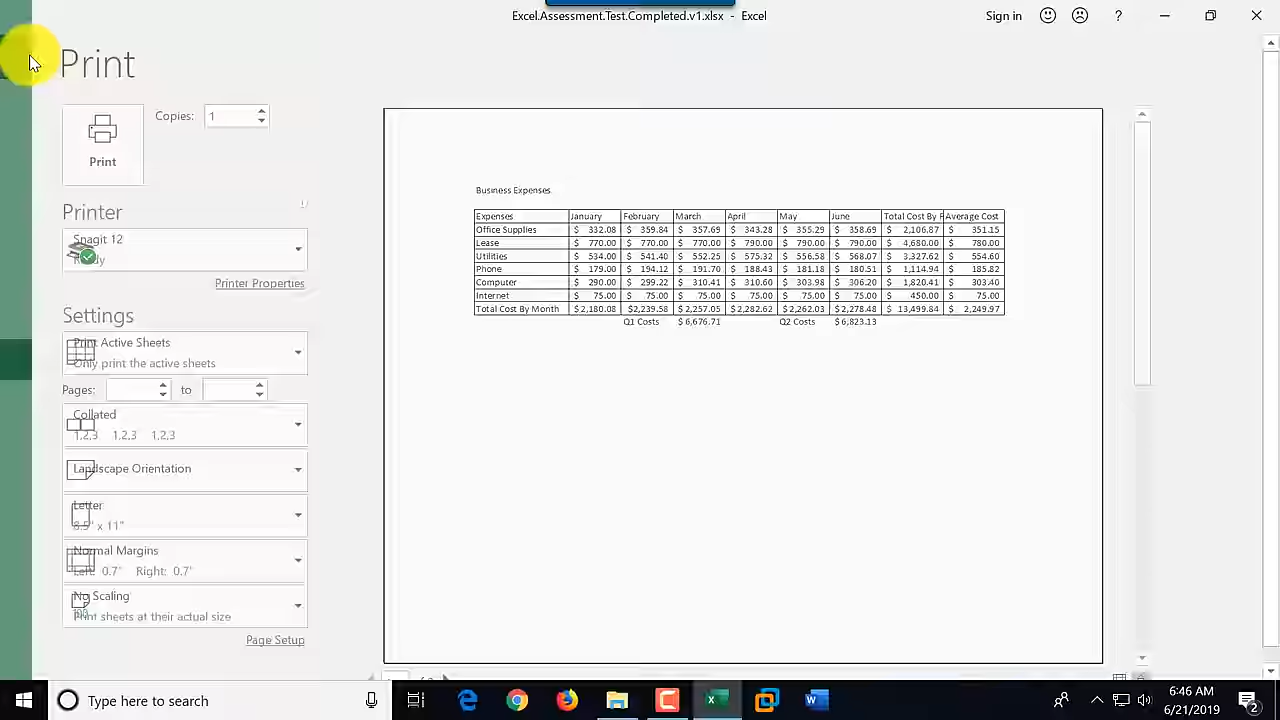 Excel.Assessment.Test.Completed.v1.xlsx - Excel
Sign in
?
Print
Print
Copies: 1
Printer
Snagit 12
Ready
Printer Properties
Settings
Print Active Sheets
Only print the active sheets
Pages: to
Collated
1,2,3 1,2,3 1,2,3
Landscape Orientation
Letter
8.5" x 11"
Normal Margins
Left: 0.7" Right: 0.7"
No Scaling
100
Print sheets at their actual size
Page Setup
Business Expenses
Expenses January February March April May June Total Cost By Average Cost
Office Supplies $ 332.08 $ 359.84 $ 357.69 $ 343.28 $ 355.29 $ 358.69 $ 2,106.87 $ 351.15
Lease $ 770.00 $ 770.00 $ 770.00 $ 790.00 $ 790.00 $ 790.00 $ 4,680.00 $ 780.00
Utilities $ 534.00 $ 541.40 $ 552.25 $ 575.32 $ 556.58 $ 568.07 $ 3,327.62 $ 554.60
Phone $ 179.00 $ 194.12 $ 191.70 $ 188.43 $ 181.18 $ 180.51 $ 1,114.94 $ 185.82
Computer $ 290.00 $ 299.22 $ 310.41 $ 310.60 $ 303.98 $ 306.20 $ 1,820.41 $ 303.40
Internet $ 75.00 $ 75.00 $ 75.00 $ 75.00 $ 75.00 $ 75.00 $ 450.00 $ 75.00
Total Cost By Month $ 2,180.08 $ 2,239.58 $ 2,257.05 $ 2,282.62 $ 2,262.03 $ 2,278.48 $ 13,499.84 $ 2,249.97
Q1 Costs $ 6,676.71 Q2 Costs $ 6,823.13
Type here to search
6:46 AM
6/21/2019
2